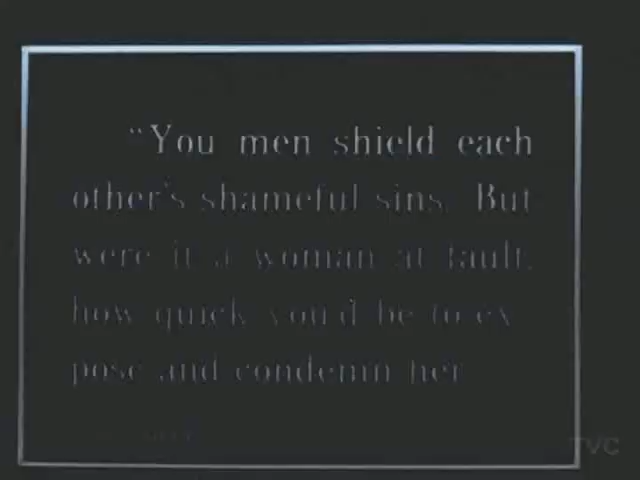 "You men shield each
other's shameful sins. But
were it a woman at fault,
how quick you'd be to ex
pose and condemn her
TVC